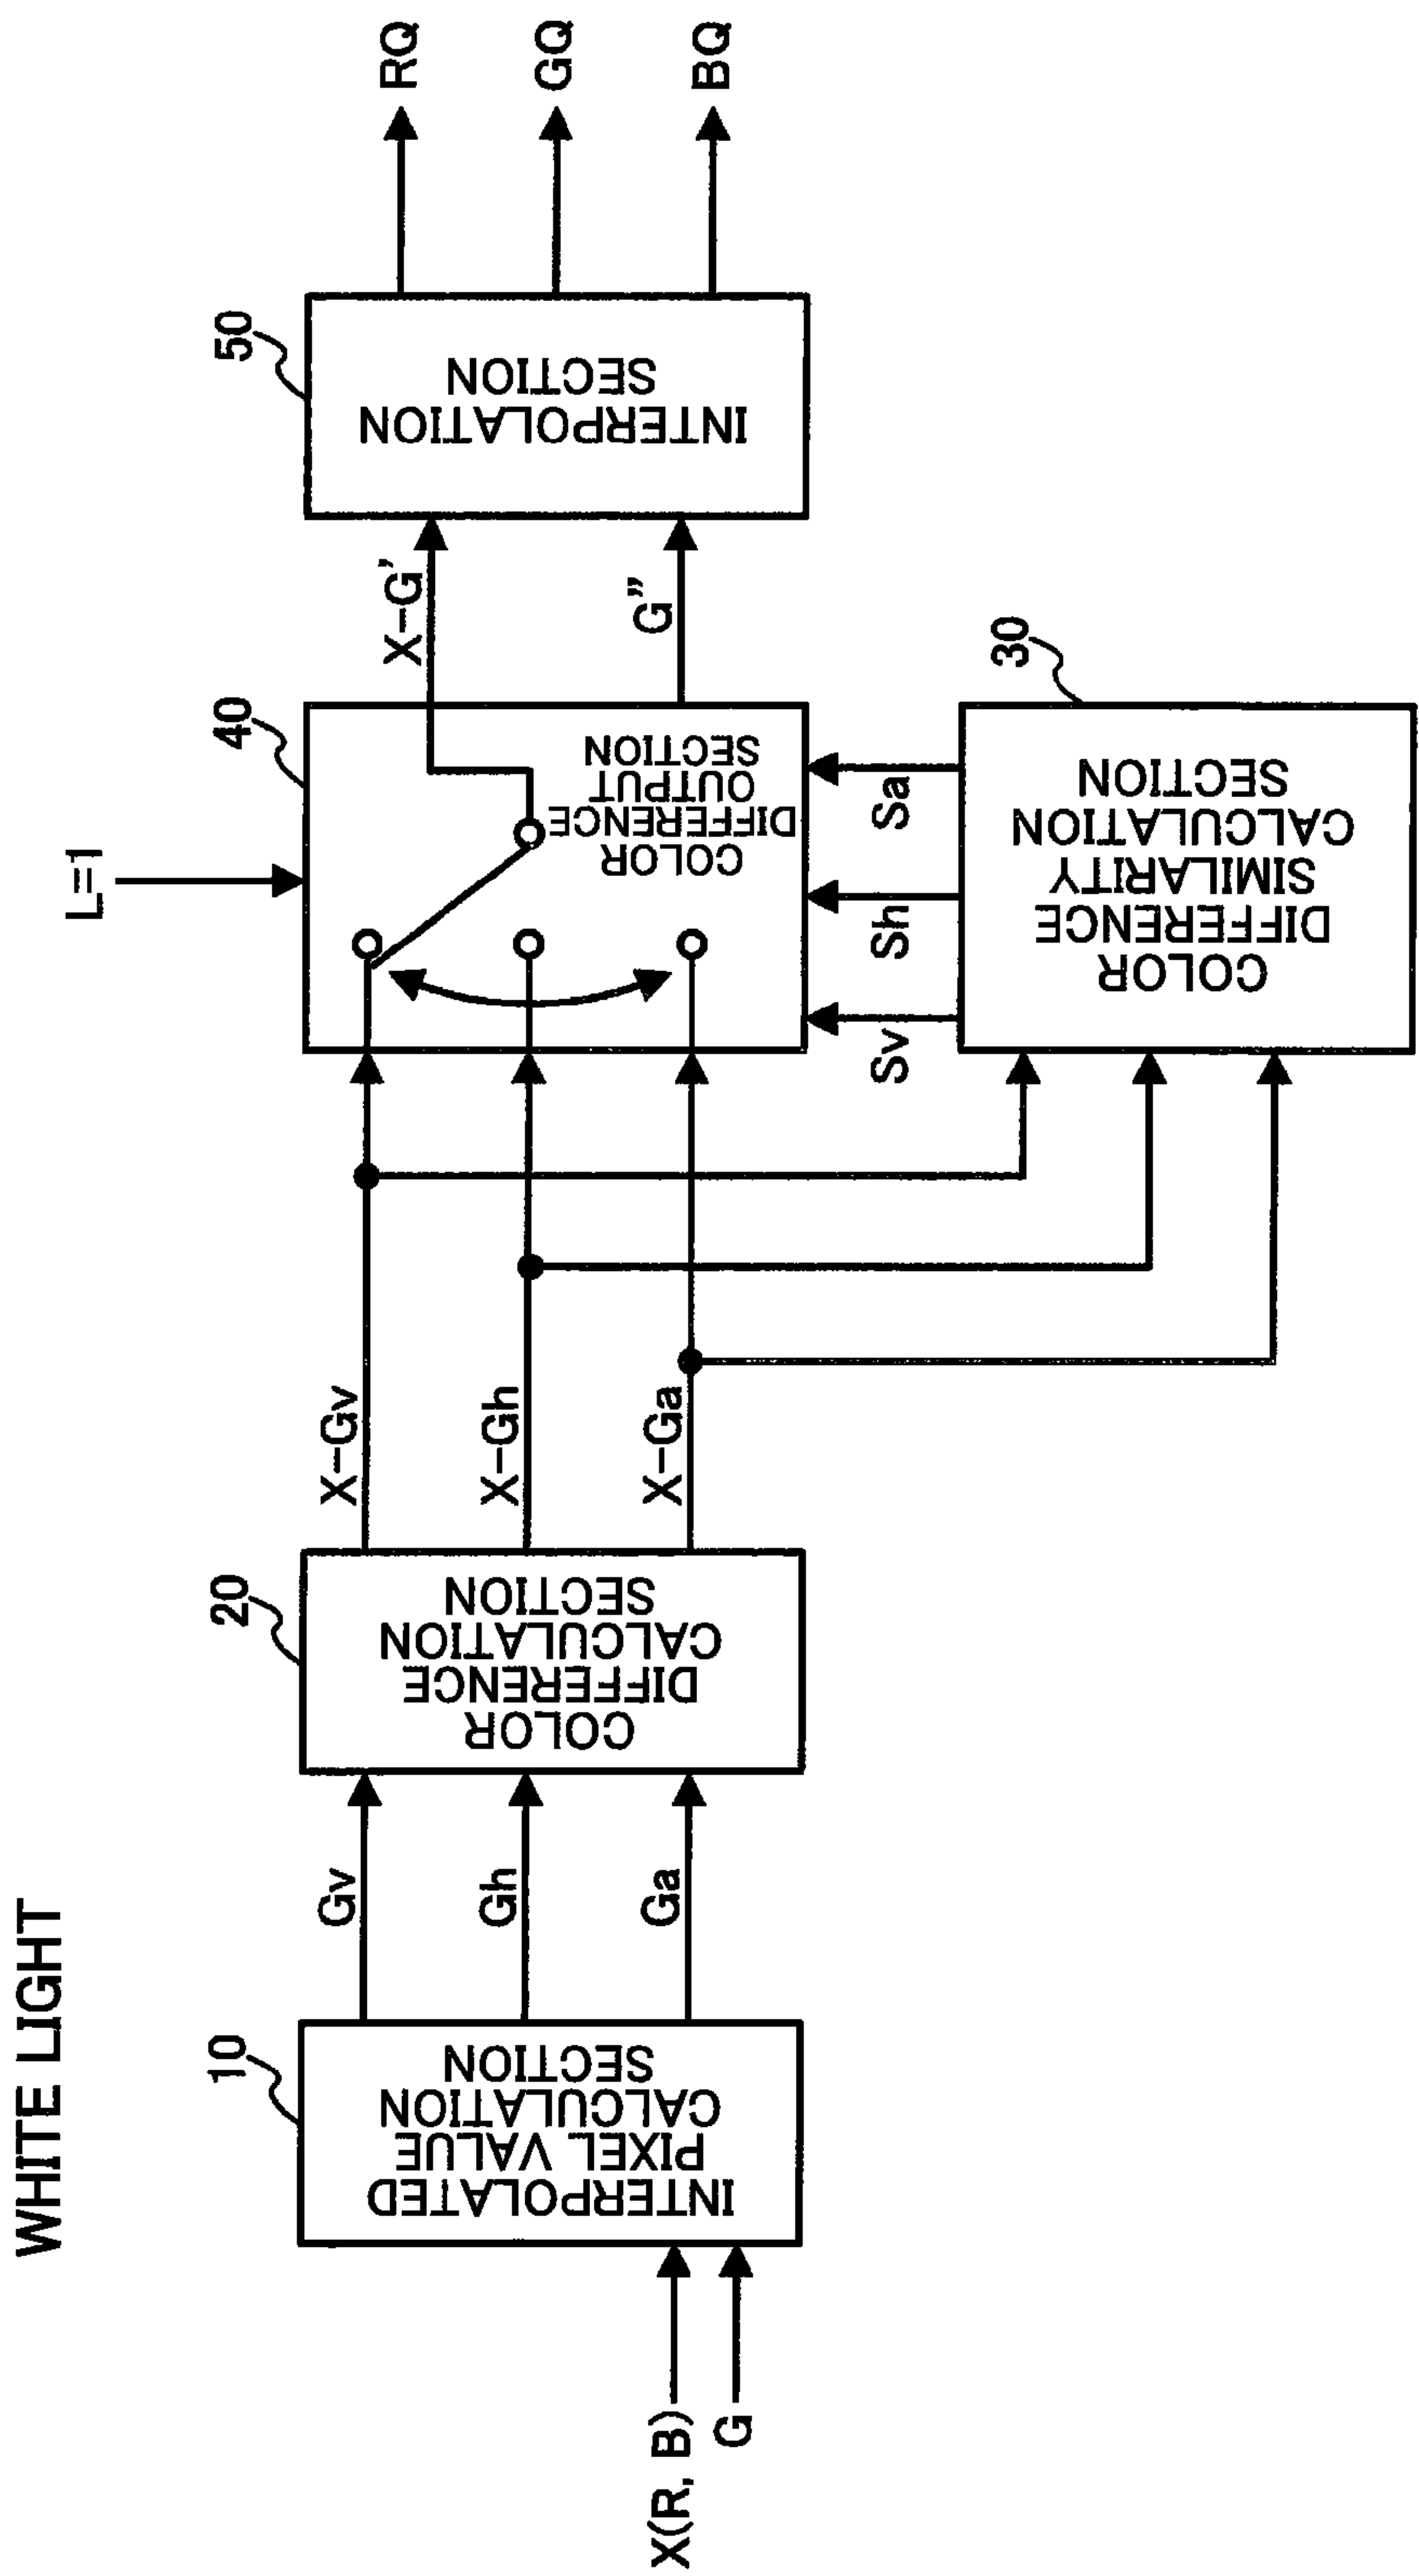 WHITE LIGHT
X(R, B)
G
10
INTERPOLATED
PIXEL VALUE
CALCULATION
SECTION
Gv
Gh
Ga
20
COLOR
DIFFERENCE
CALCULATION
SECTION
X-Gv
X-Gh
X-Ga
L=1
40
COLOR
DIFFERENCE
OUTPUT
SECTION
Sv
Sh
Sa
30
COLOR
DIFFERENCE
SIMILARITY
CALCULATION
SECTION
X-G'
G"
50
INTERPOLATION
SECTION
RQ
GQ
BQ